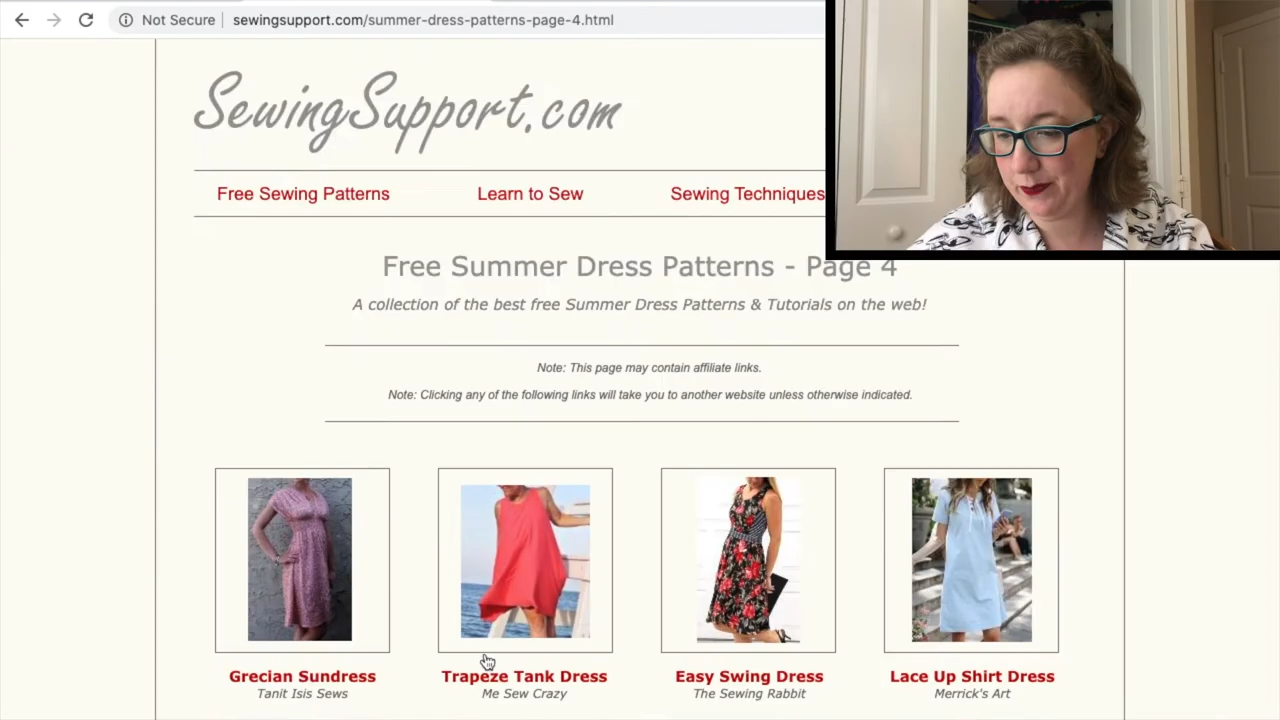 Not Secure | sewingsupport.com/summer-dress-patterns-page-4.html
SewingSupport.com
Free Sewing Patterns Learn to Sew Sewing Techniques
Free Summer Dress Patterns - Page 4
A collection of the best free Summer Dress Patterns & Tutorials on the web!
Note: This page may contain affiliate links.
Note: Clicking any of the following links will take you to another website unless otherwise indicated.
Grecian Sundress Trapeze Tank Dress Easy Swing Dress Lace Up Shirt Dress
Tanit Isis Sews Me Sew Crazy The Sewing Rabbit Merrick's Art